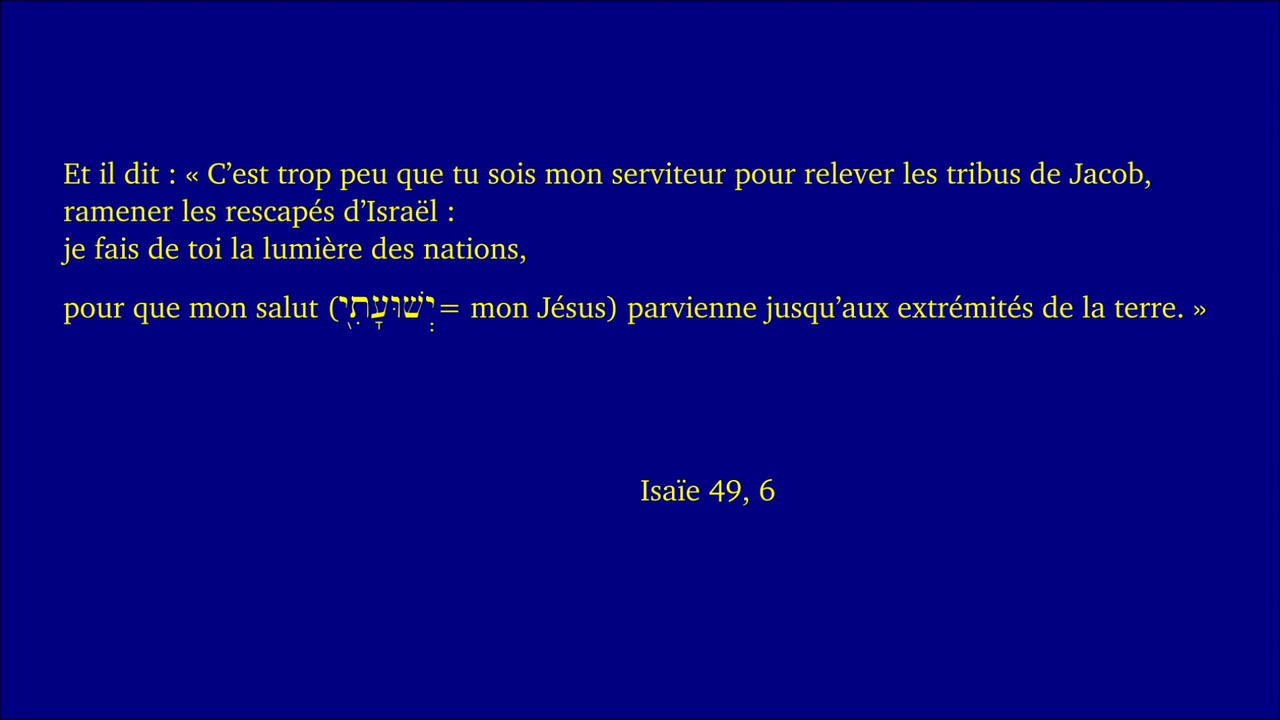 Et il dit : « C’est trop peu que tu sois mon serviteur pour relever les tribus de Jacob,
ramener les rescapés d’Israël :
je fais de toi la lumière des nations,
pour que mon salut (יְשׁוּעָתִ֖י= mon Jésus) parvienne jusqu’aux extrémités de la terre. »
Isaïe 49, 6